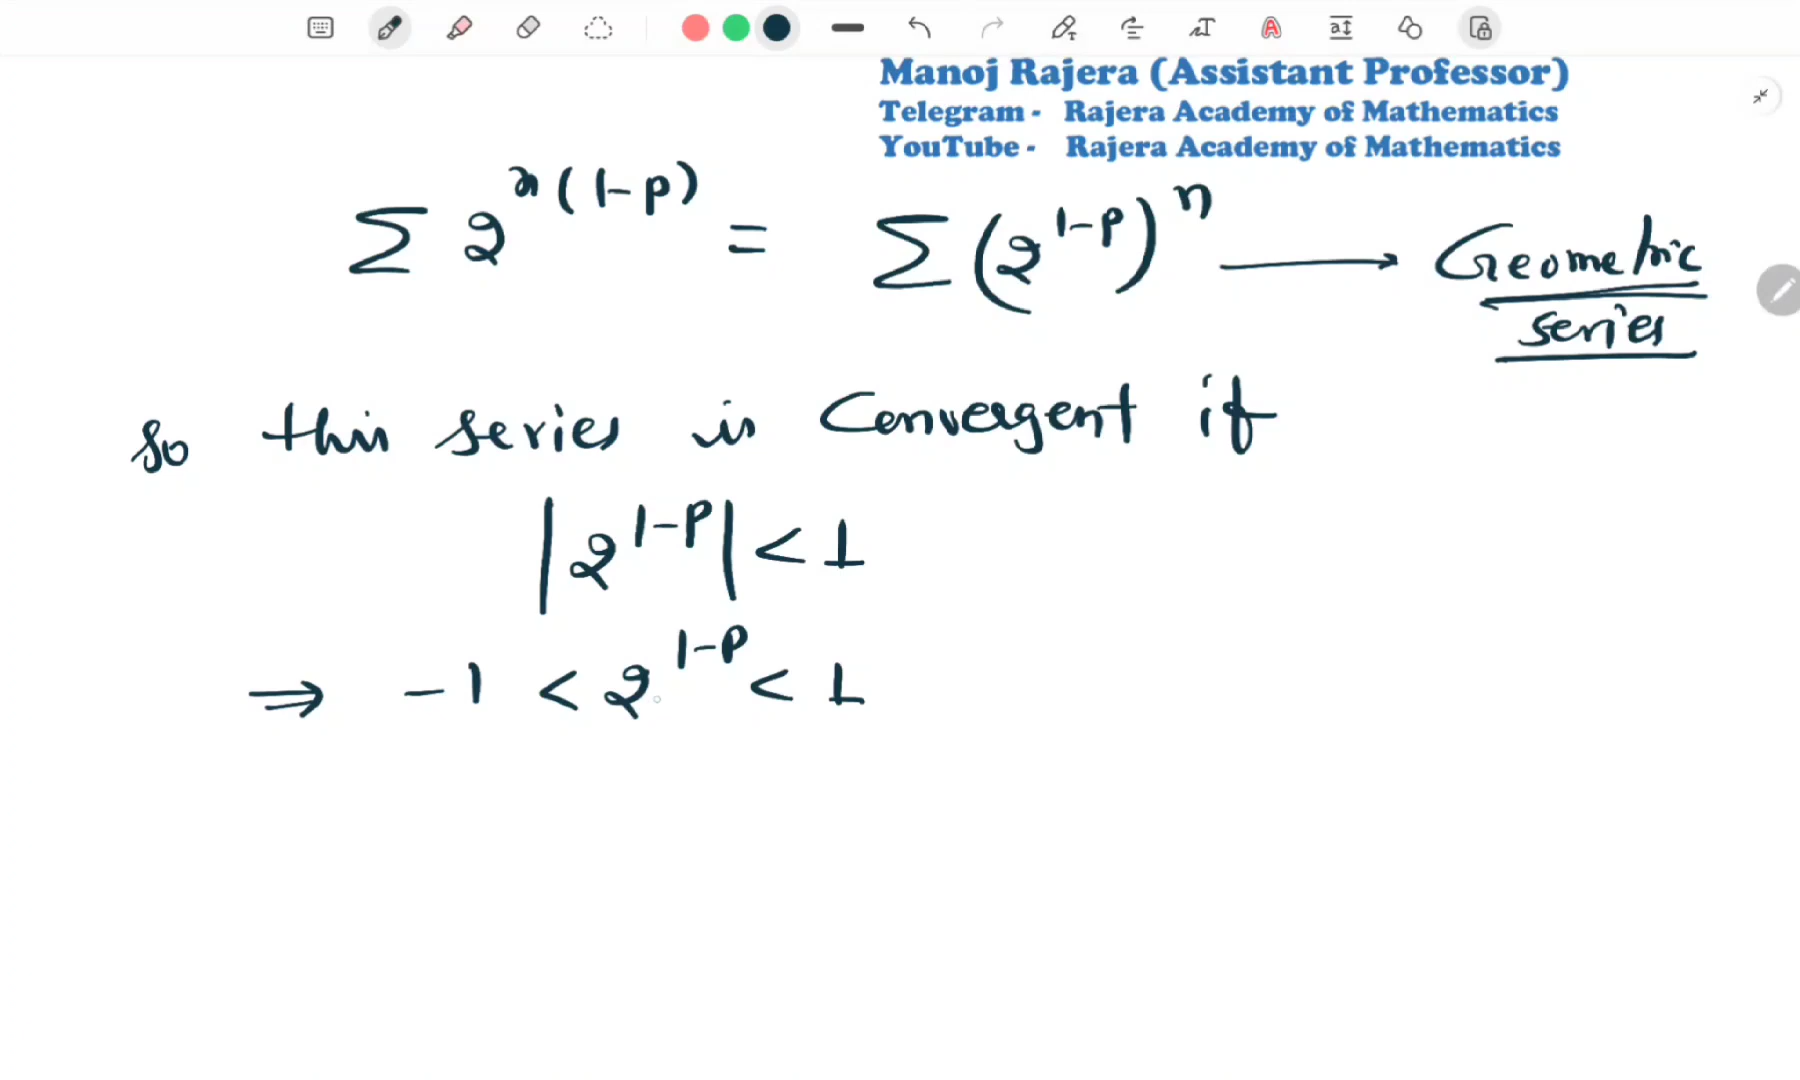 Manoj Rajera (Assistant Professor)
Telegram - Rajera Academy of Mathematics
YouTube - Rajera Academy of Mathematics
∑ 2^{n(1-p)} = ∑ (2^{1-p})^n ⟶ Geometric
series
So this series is Convergent if
|2^{1-p}| < 1
⇒ -1 < 2^{1-p} < 1